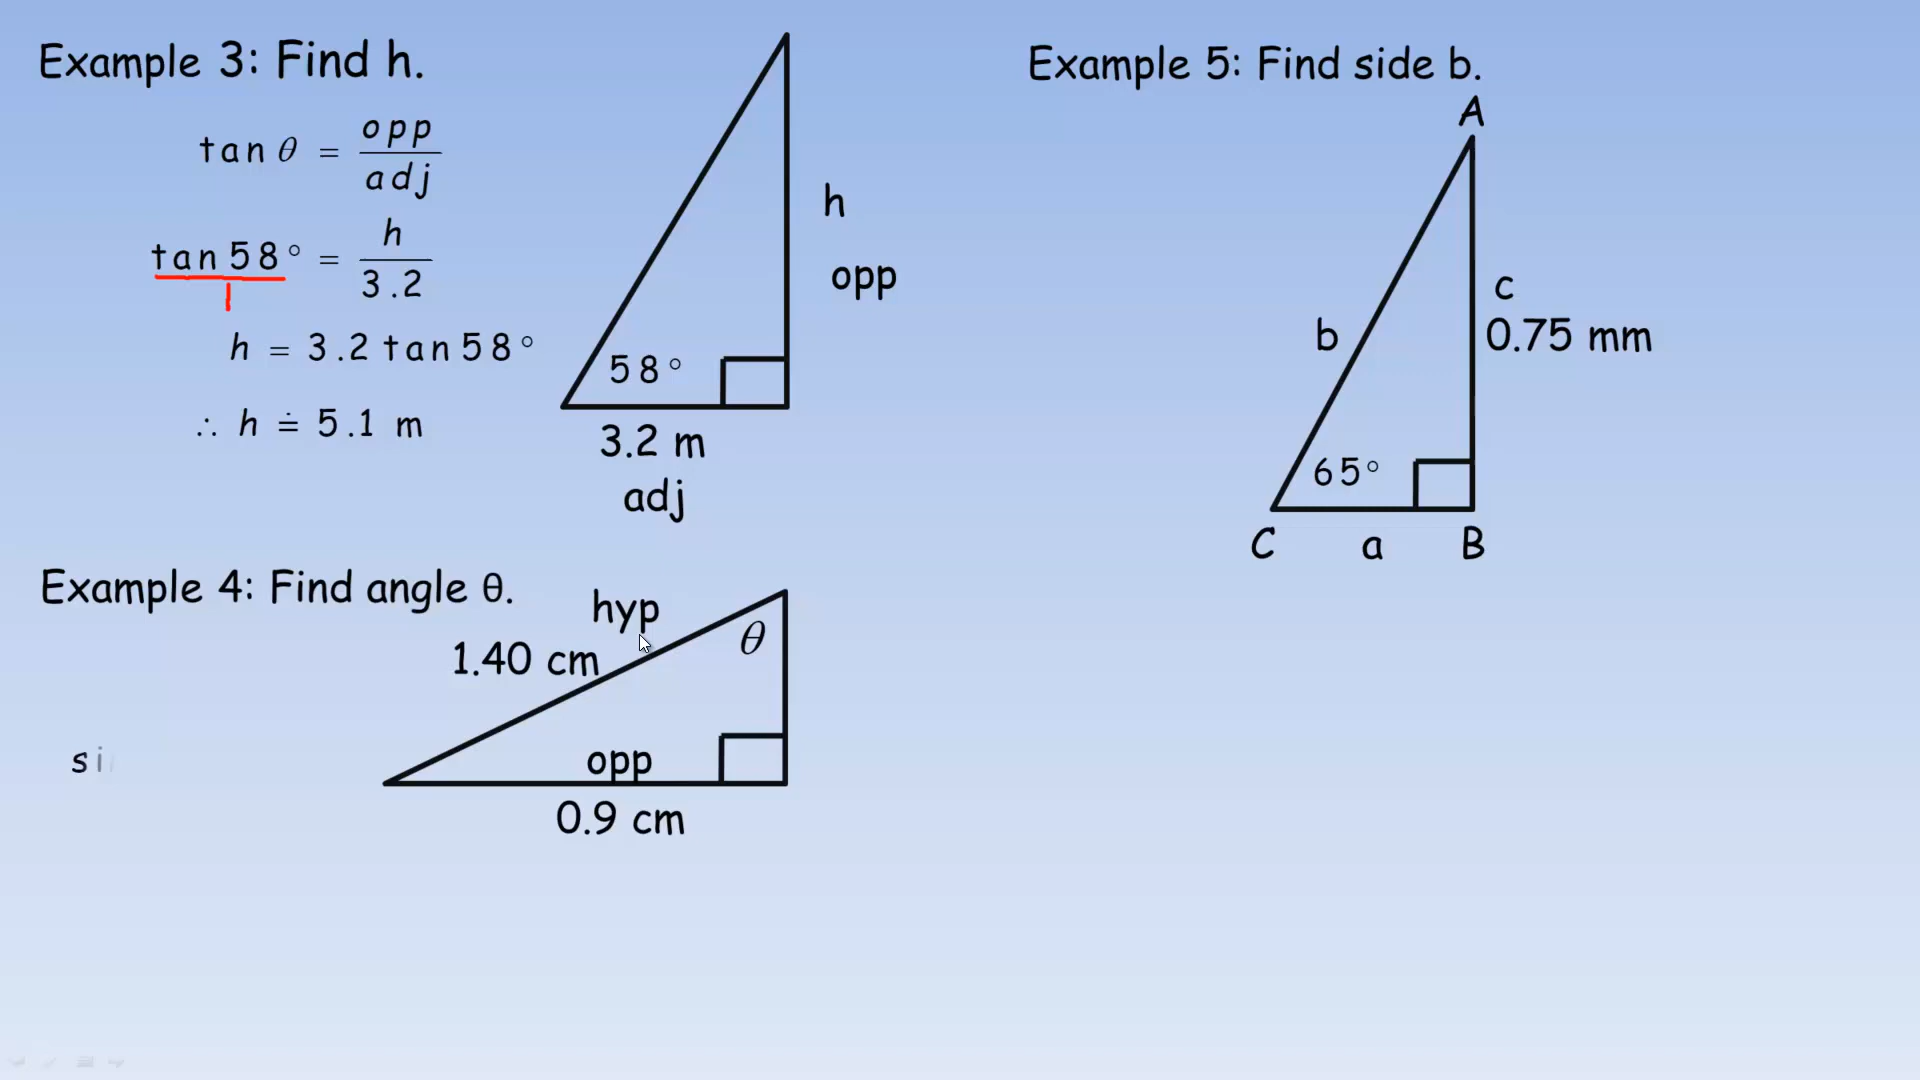 Example 3: Find h.
tan θ = opp/adj
tan 58° = h/3.2
1
h = 3.2 tan 58°
∴ h ≐ 5.1 m
h
opp
58°
3.2 m
adj
Example 4: Find angle θ.
hyp
1.40 cm
θ
si
opp
0.9 cm
Example 5: Find side b.
A
c
b
0.75 mm
65°
C a B